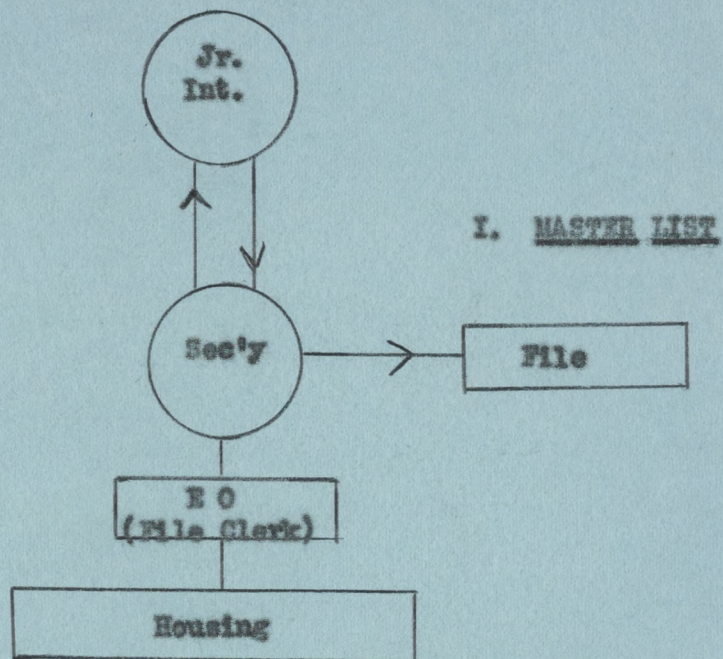 Jr.
Int.
I. MASTER LIST
Sec'y
File
E O
(File Clerk)
Housing